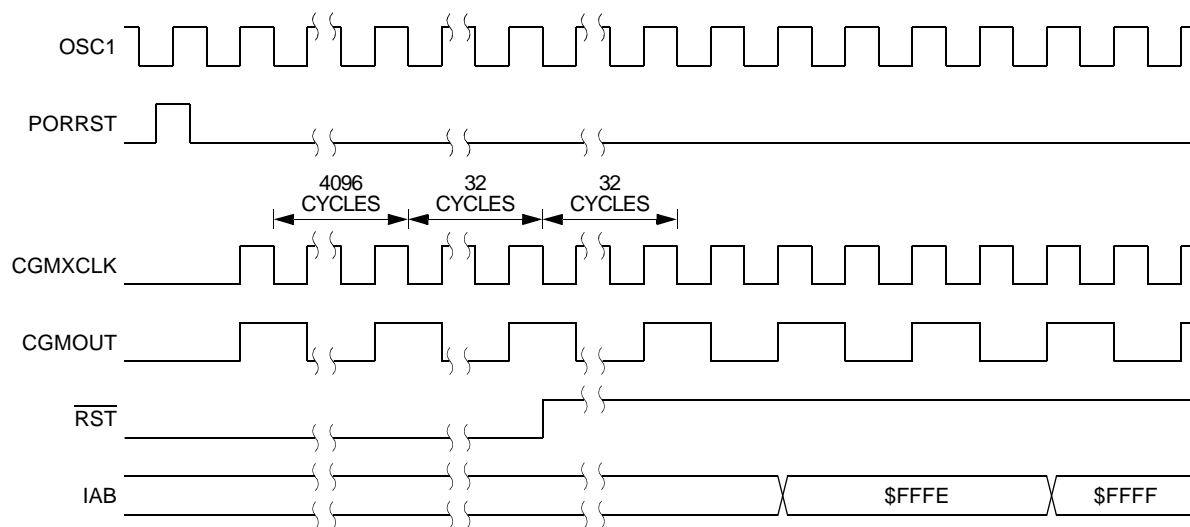 OSC1
PORRST
4096
CYCLES
32
CYCLES
32
CYCLES
CGMXCLK
CGMOUT
RST
IAB
$FFFE
$FFFF